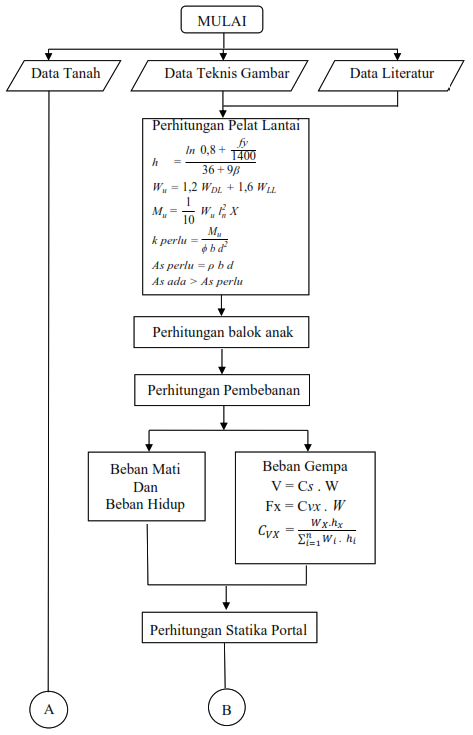 MULAI
Data Tanah
Data Teknis Gambar
Data Literatur
Perhitungan Pelat Lantai
h = ln 0,8 + fy/1400 / 36 + 9β
Wu = 1,2 WDL + 1,6 WLL
Mu = 1/10 Wu ln² X
k perlu = Mu / ϕ b d²
As perlu = ρ b d
As ada > As perlu
Perhitungan balok anak
Perhitungan Pembebanan
Beban Mati
Dan
Beban Hidup
Beban Gempa
V = Cs . W
Fx = Cvx . W
CVX = WX.hx / ∑ⁿi=1 Wi . hi
Perhitungan Statika Portal
A
B